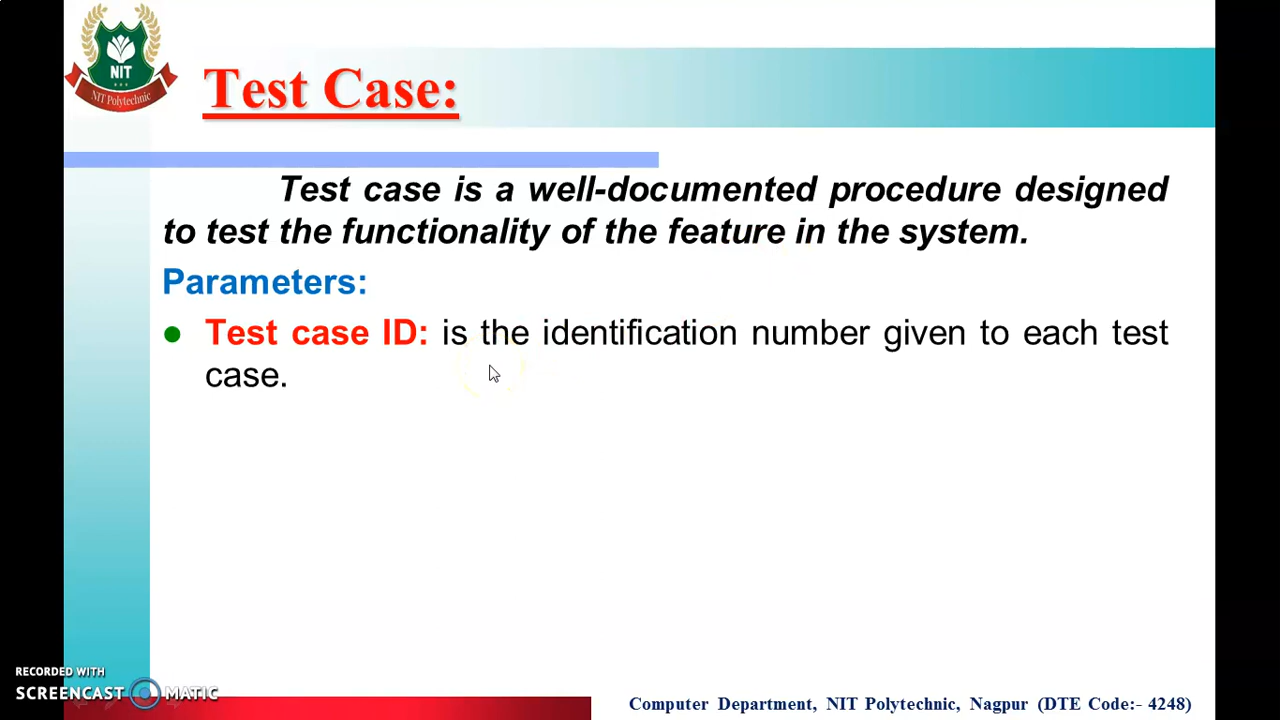 NIT
NIT Polytechnic
Test Case:
Test case is a well-documented procedure designed
to test the functionality of the feature in the system.
Parameters:
Test case ID: is the identification number given to each test
case.
RECORDED WITH
SCREENCAST MATIC
Computer Department, NIT Polytechnic, Nagpur (DTE Code:- 4248)